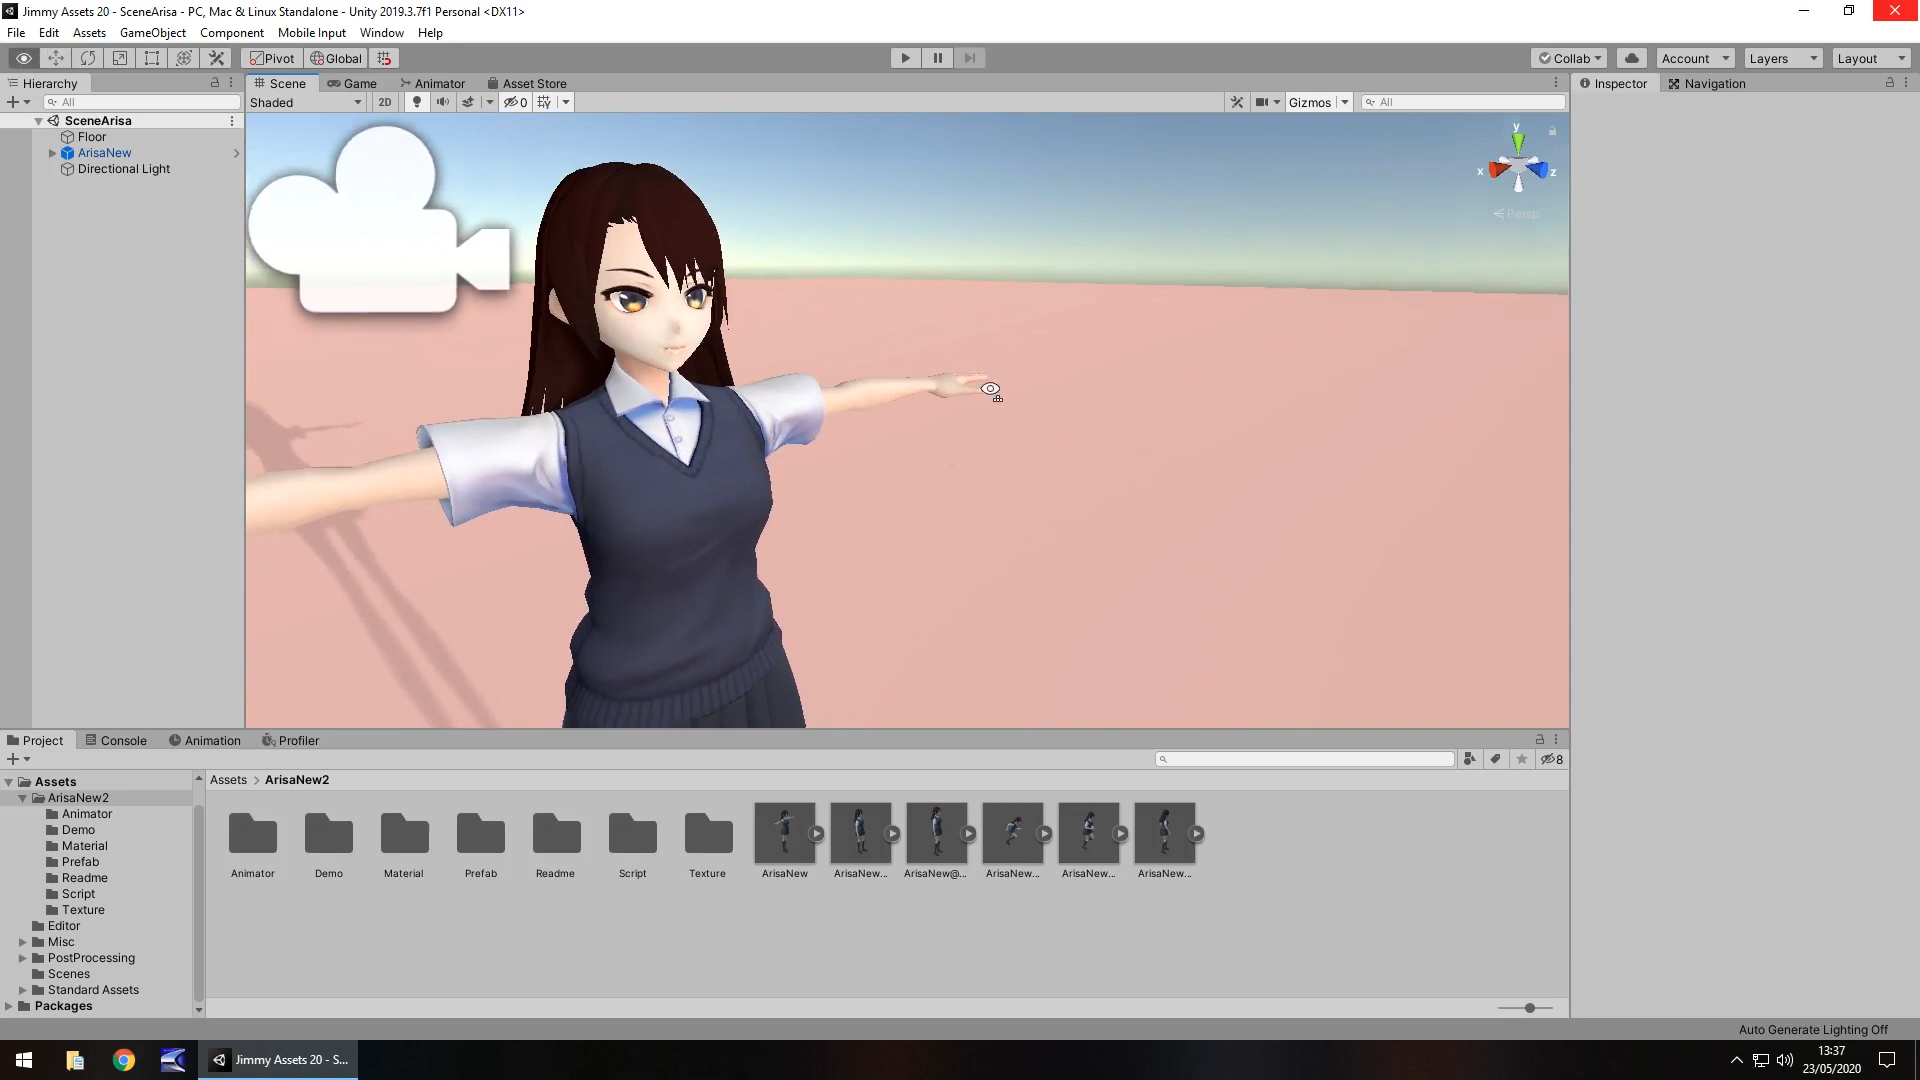 Jimmy Assets 20 - SceneArisa - PC, Mac & Linux Standalone - Unity 2019.3.7f1 Personal <DX11>
File Edit Assets GameObject Component Mobile Input Window Help
Pivot Global Collab Account Layers Layout
Hierarchy Scene Game Animator Asset Store Inspector Navigation
All Shaded 2D 0 Gizmos All
SceneArisa
Floor
ArisaNew
Directional Light
y
x z
Persp
Project Console Animation Profiler
8
Assets
ArisaNew2
Animator
Demo
Material
Prefab
Readme
Script
Texture
Editor
Misc
PostProcessing
Scenes
Standard Assets
Packages
Assets > ArisaNew2
Animator Demo Material Prefab Readme Script Texture ArisaNew ArisaNew... ArisaNew@... ArisaNew... ArisaNew... ArisaNew...
Auto Generate Lighting Off
Jimmy Assets 20 - S...
13:37
23/05/2020